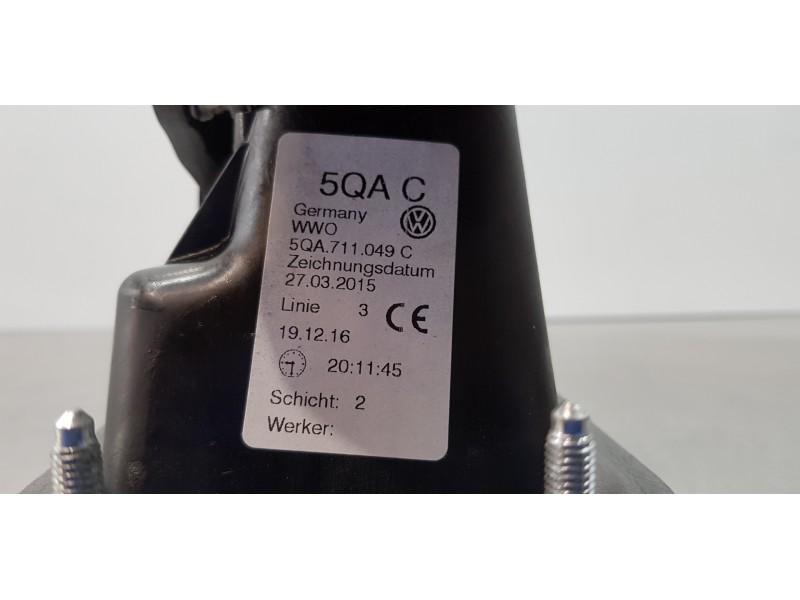 5QA C
Germany
WWO
5QA.711.049 C
Zeichnungsdatum
27.03.2015
Linie 3 CE
19.12.16
20:11:45
Schicht: 2
Werker: